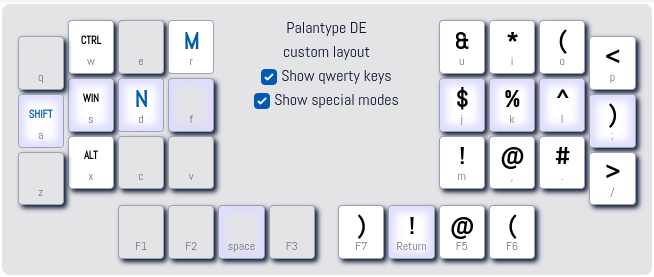 Palantype DE
custom layout
Show qwerty keys
Show special modes
q
CTRL
w
e
M
r
&
u
*
i
(
o
<
p
SHIFT
a
WIN
s
N
d
f
$
j
%
k
^
l
)
;
z
ALT
x
c
v
!
m
@
,
#
.
>
/
F1
F2
space
F3
)
F7
!
Return
@
F5
(
F6